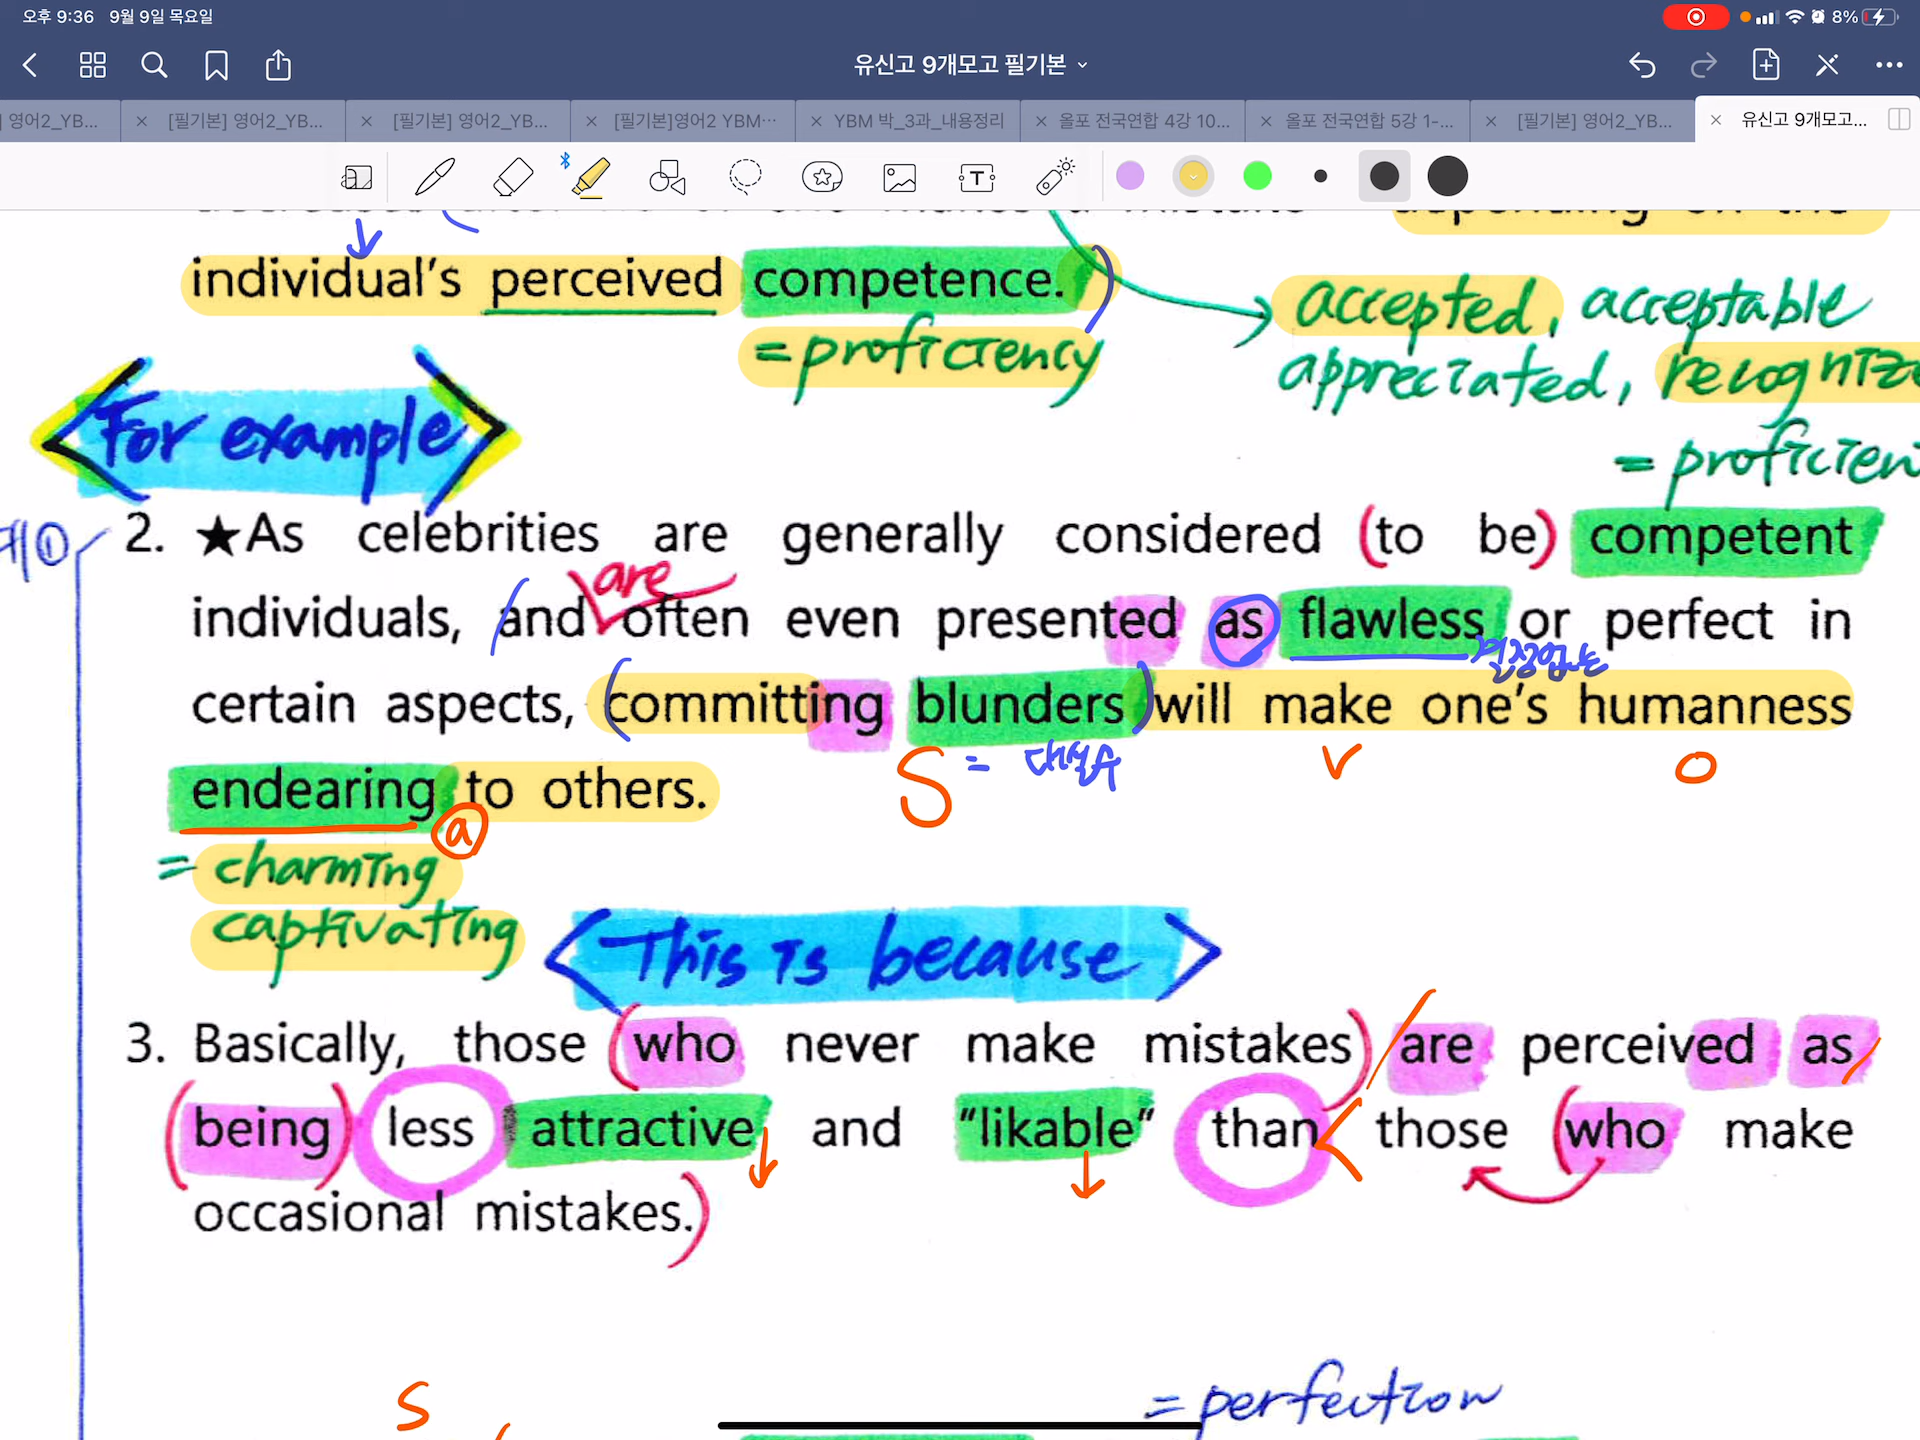 오후 9:36 9월 9일 목요일
8%
유신고 9개모고 필기본
영어2_YB...
[필기본] 영어2_YB...
[필기본] 영어2_YB...
[필기본]영어2 YBM...
YBM 박_3과_내용정리
올포 전국연합 4강 10...
올포 전국연합 5강 1-...
[필기본] 영어2_YB...
유신고 9개모고...
depending on the
individual's perceived competence.
= proficiency
accepted, acceptable
appreciated, recognize
= proficien
<For example>
2. ★As celebrities are generally considered (to be) competent
are
individuals, (and often even presented as flawless or perfect in
결점없는
certain aspects, (committing blunders) will make one's humanness
S = 대실수 V O
endearing to others.
a
= charming
captivating
<This is because>
3. Basically, those (who never make mistakes) / are perceived as
(being) less attractive and "likable" than < those (who make
occasional mistakes.)
S
= perfection